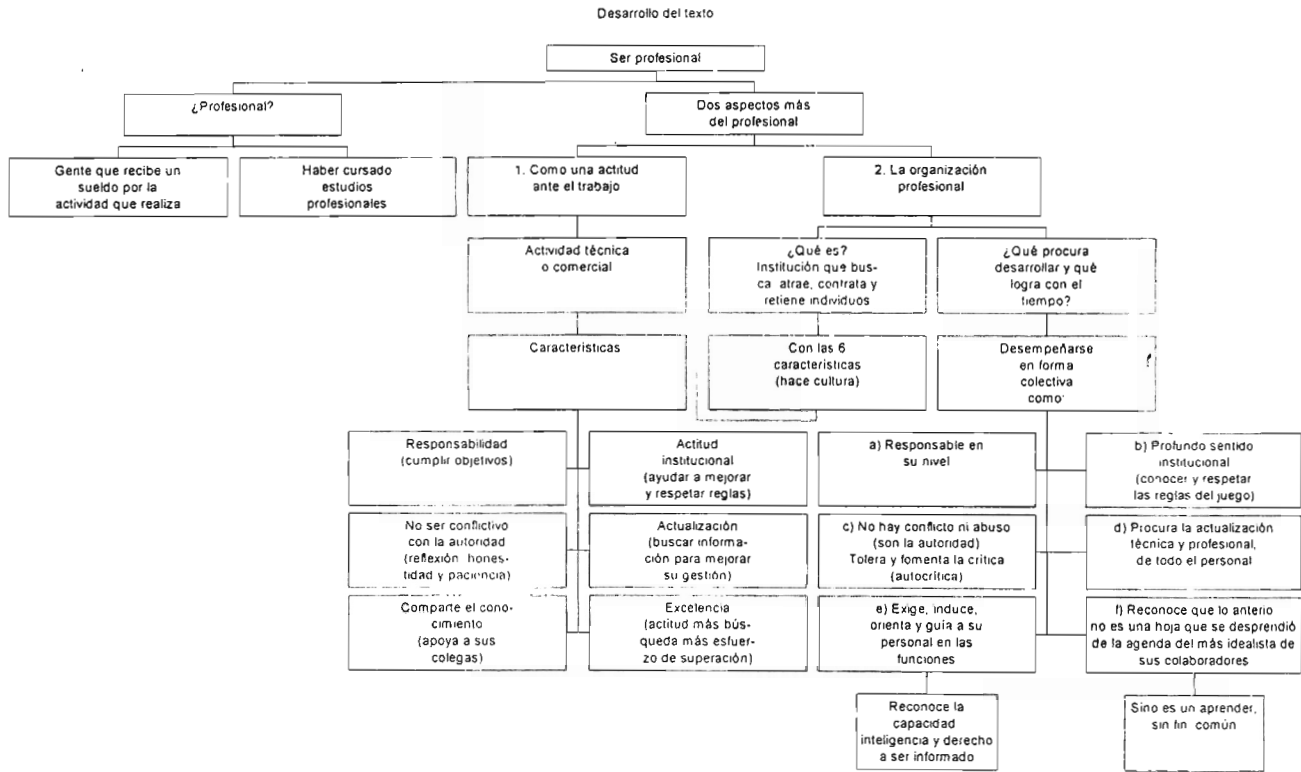 Desarrollo del texto
Ser profesional
¿Profesional?
Dos aspectos más
del profesional
Gente que recibe un
sueldo por la
actividad que realiza
Haber cursado
estudios
profesionales
1. Como una actitud
ante el trabajo
2. La organización
profesional
Actividad técnica
o comercial
¿Qué es?
Institución que bus-
ca atrae, contrata y
retiene individuos
¿Qué procura
desarrollar y qué
logra con el
tiempo?
Características
Con las 6
características
(hace cultura)
Desempeñarse
en forma
colectiva
como:
Responsabilidad
(cumplir objetivos)
Actitud
institucional
(ayudar a mejorar
y respetar reglas)
a) Responsable en
su nivel
b) Profundo sentido
institucional
(conocer y respetar
las reglas del juego)
No ser conflictivo
con la autoridad
(reflexión hones-
tidad y paciencia)
Actualización
(buscar informa-
ción para mejorar
su gestión)
c) No hay conflicto ni abuso
(son la autoridad)
Tolera y fomenta la crítica
(autocrítica)
d) Procura la actualización
técnica y profesional,
de todo el personal
Comparte el cono-
cimiento
(apoya a sus
colegas)
Excelencia
(actitud más bús-
queda más esfuer-
zo de superación)
e) Exige, induce,
orienta y guía a su
personal en las
funciones
f) Reconoce que lo anterio
no es una hoja que se desprendió
de la agenda del más idealista de
sus colaboradores
Reconoce la
capacidad
inteligencia y derecho
a ser informado
Sino es un aprender,
sin fin común